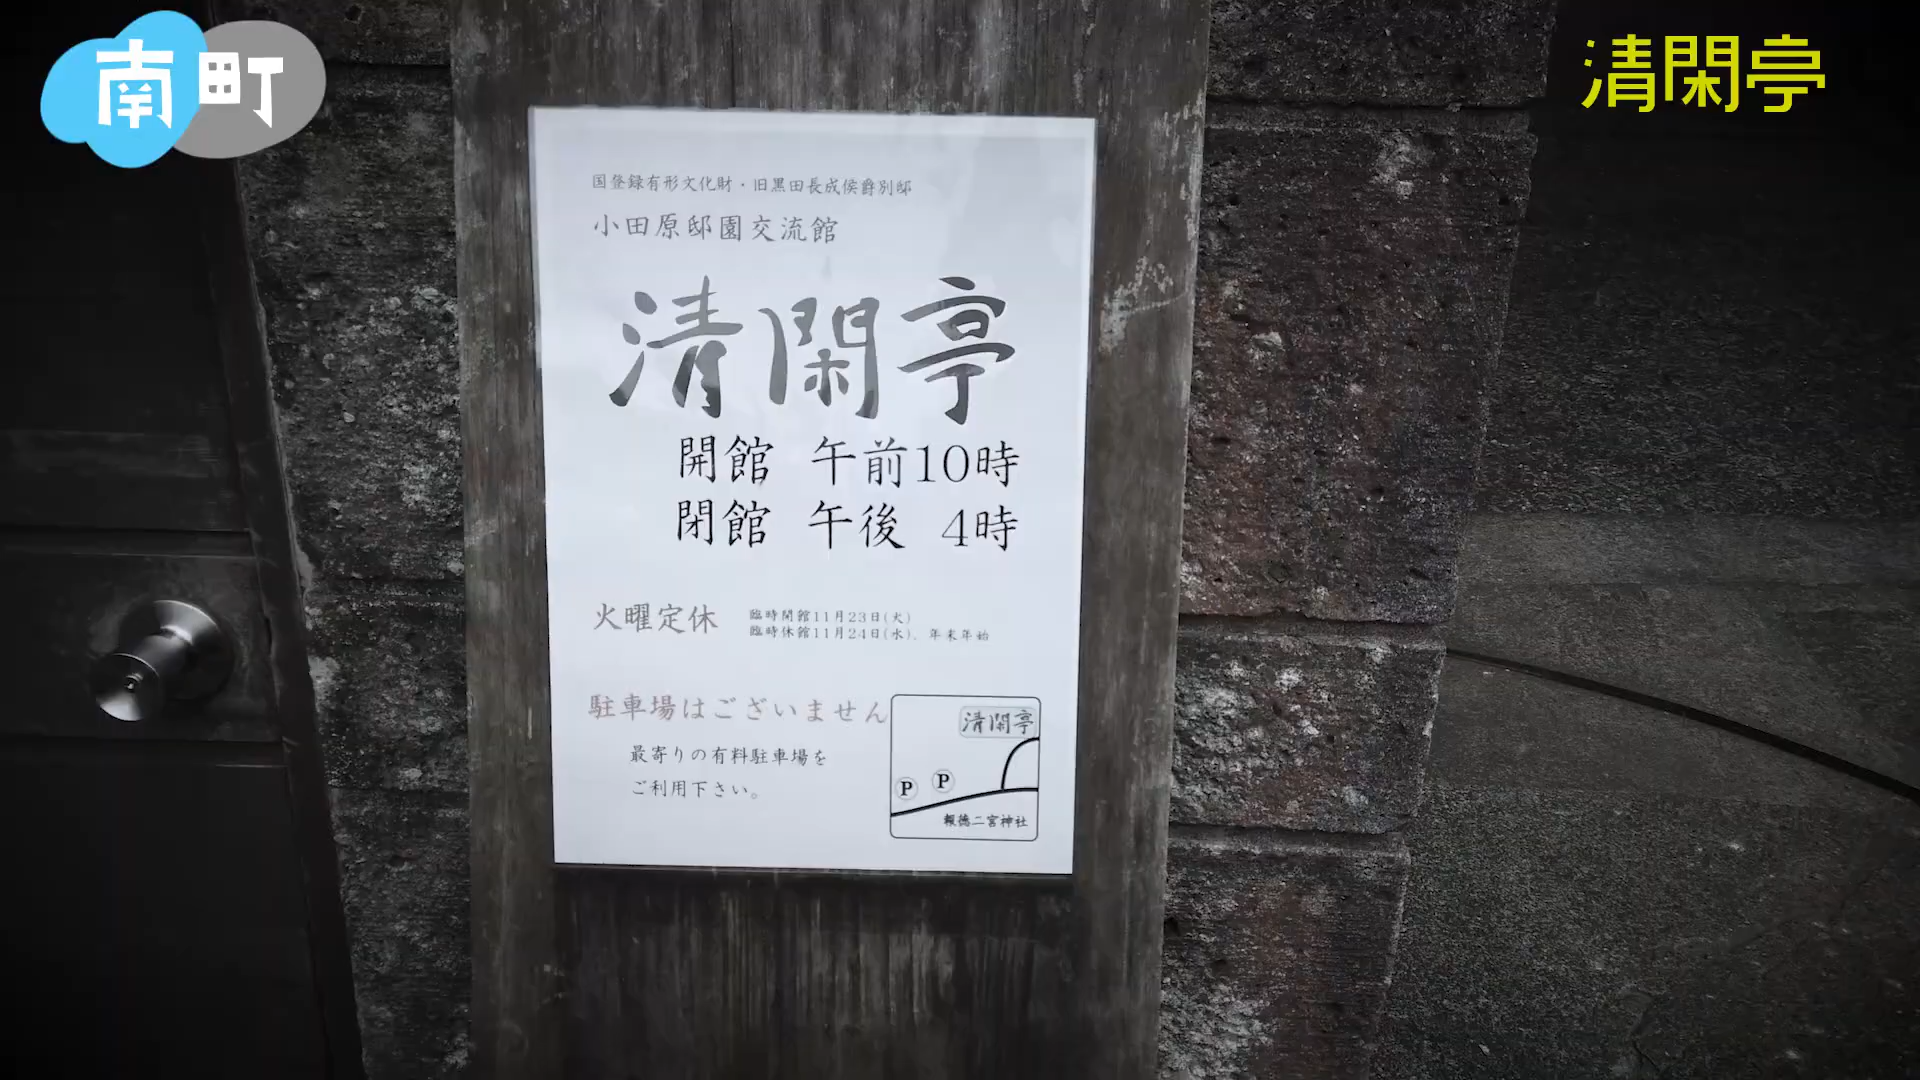 南町
清閑亭
国登録有形文化財・旧黒田長成侯爵別邸
小田原邸園交流館
清閑亭
開館 午前10時
閉館 午後 4時
火曜定休
臨時開館11月23日(火)
臨時休館11月24日(水)、年末年始
駐車場はございません
最寄りの有料駐車場を
ご利用下さい。
清閑亭
P P
報徳二宮神社